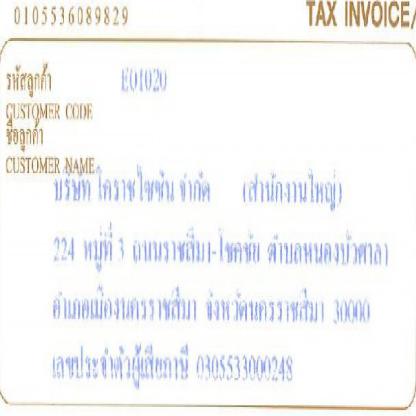 0105536089829
TAX INVOICE/
รหัสลูกค้า E01020
CUSTOMER CODE
ชื่อลูกค้า
CUSTOMER NAME
บริษัท โคราชไซซัน จำกัด (สำนักงานใหญ่)
224 หมู่ที่ 3 ถนนราชสีมา-โชคชัย ตำบลหนองบัวศาลา
อำเภอเมืองนครราชสีมา จังหวัดนครราชสีมา 30000
เลขประจำตัวผู้เสียภาษี 0305533000248